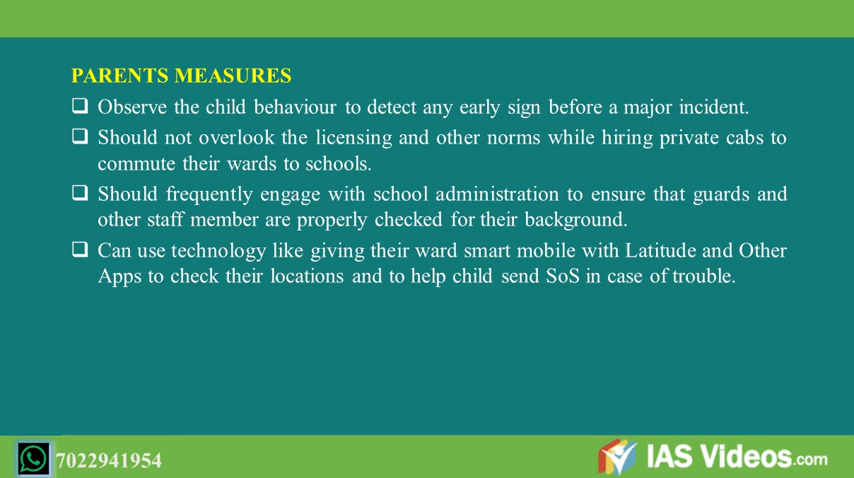 PARENTS MEASURES
❑ Observe the child behaviour to detect any early sign before a major incident.
❑ Should not overlook the licensing and other norms while hiring private cabs to
commute their wards to schools.
❑ Should frequently engage with school administration to ensure that guards and
other staff member are properly checked for their background.
❑ Can use technology like giving their ward smart mobile with Latitude and Other
Apps to check their locations and to help child send SoS in case of trouble.
7022941954
IAS Videos.com